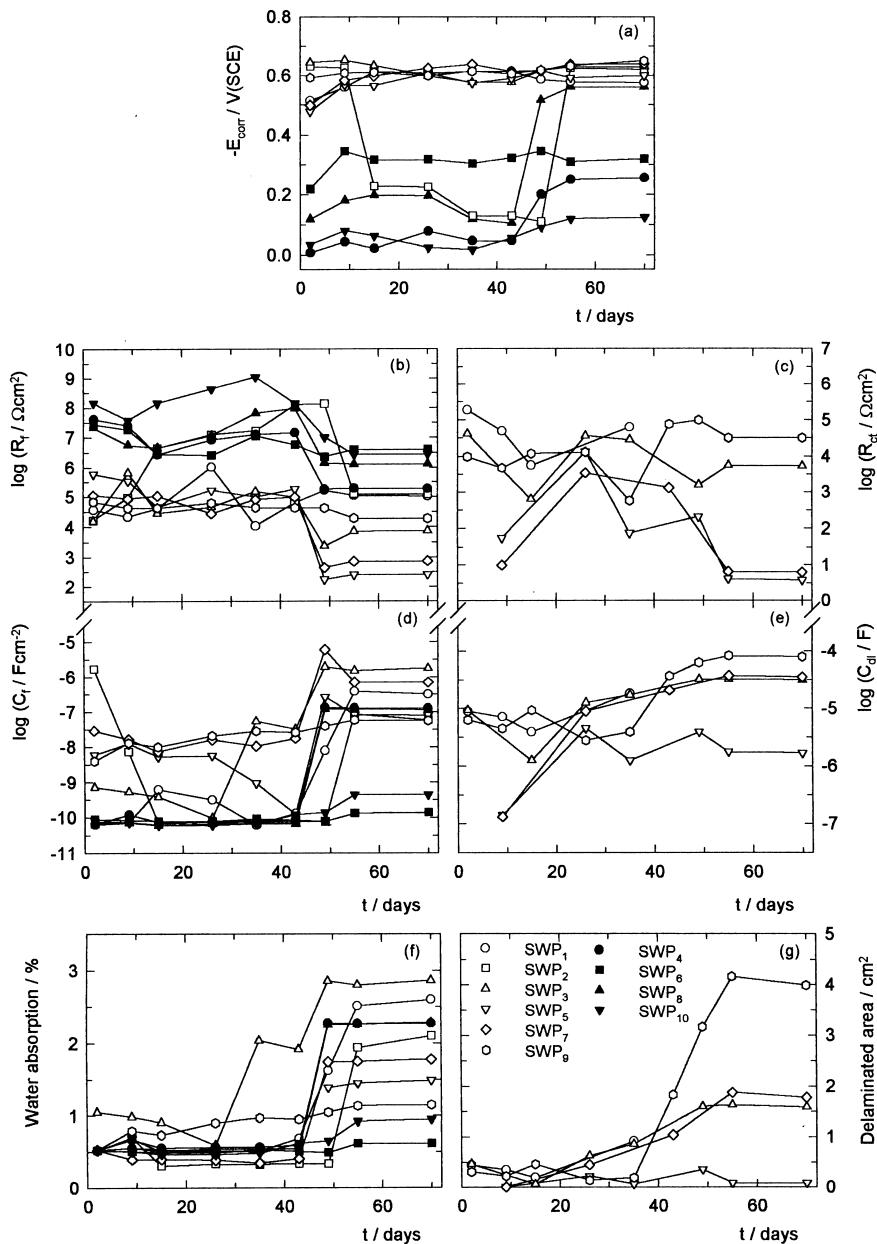 (a)
-E_corr / V(SCE)
0.8
0.6
0.4
0.2
0.0
0 20 40 60
t / days
(b)
log (R_f / Ωcm²)
10
9
8
7
6
5
4
3
2
(c)
log (R_ct / Ωcm²)
7
6
5
4
3
2
1
0
(d)
log (C_f / Fcm⁻²)
-5
-6
-7
-8
-9
-10
-11
0 20 40 60
t / days
(e)
log (C_dl / F)
-4
-5
-6
-7
0 20 40 60
t / days
(f)
Water absorption / %
3
2
1
0
0 20 40 60
t / days
(g)
SWP₁
SWP₂
SWP₃
SWP₅
SWP₇
SWP₉
SWP₄
SWP₆
SWP₈
SWP₁₀
Delaminated area / cm²
5
4
3
2
1
0
0 20 40 60
t / days